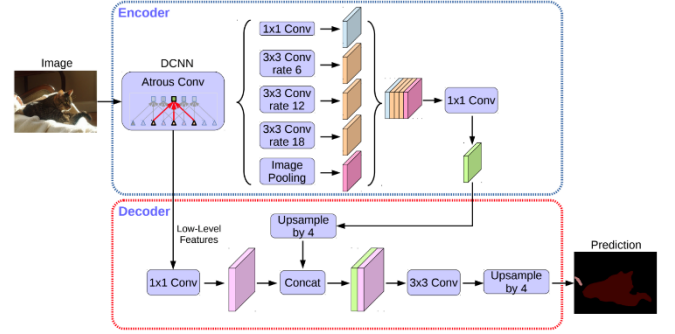 Encoder
Image
DCNN
Atrous Conv
1x1 Conv
3x3 Conv
rate 6
3x3 Conv
rate 12
3x3 Conv
rate 18
Image
Pooling
1x1 Conv
Decoder
Low-Level
Features
Upsample
by 4
1x1 Conv
Concat
3x3 Conv
Upsample
by 4
Prediction